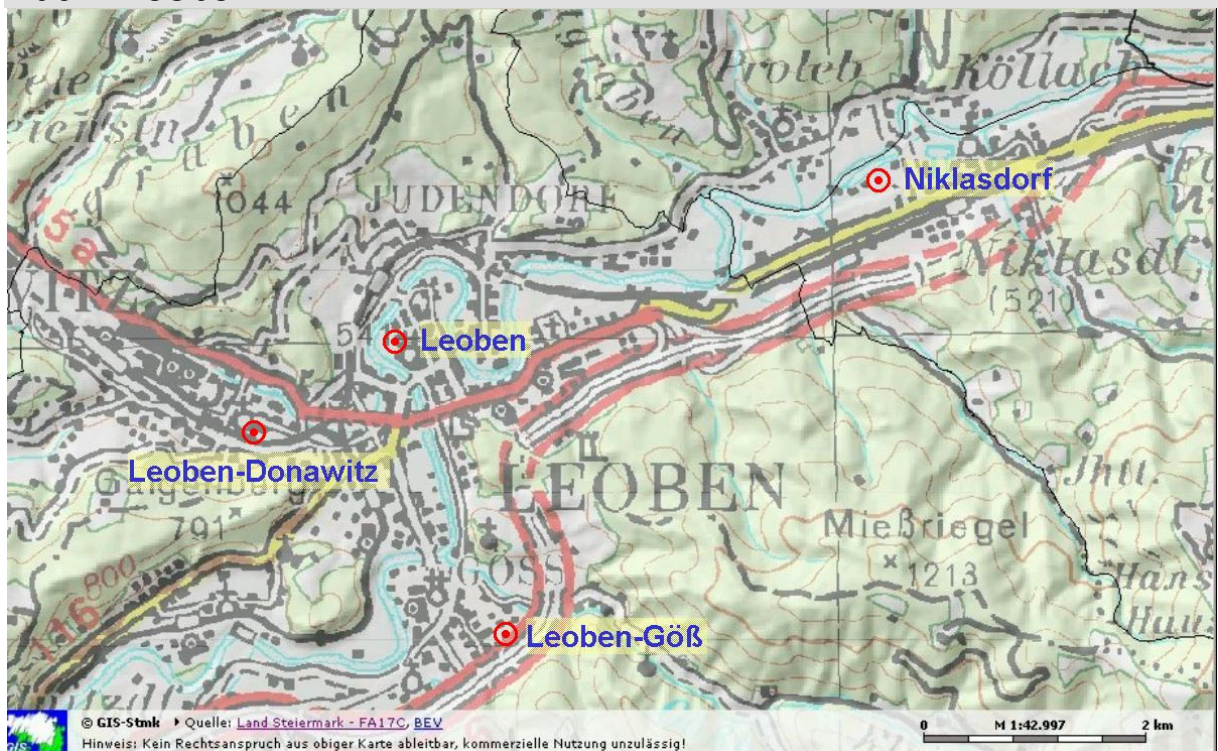 Proleb
Köllach
1044
JUDENDORF
15a
Niklasdorf
(521)
Leoben
Leoben-Donawitz
791
LEOBEN
Mießriegel
1213
800
116
GÖSS
Leoben-Göß
© GIS-Stmk Quelle: Land Steiermark - FA17C, BEV
0 M 1:42.997 2 km
Hinweis: Kein Rechtsanspruch aus obiger Karte ableitbar, kommerzielle Nutzung unzulässig!